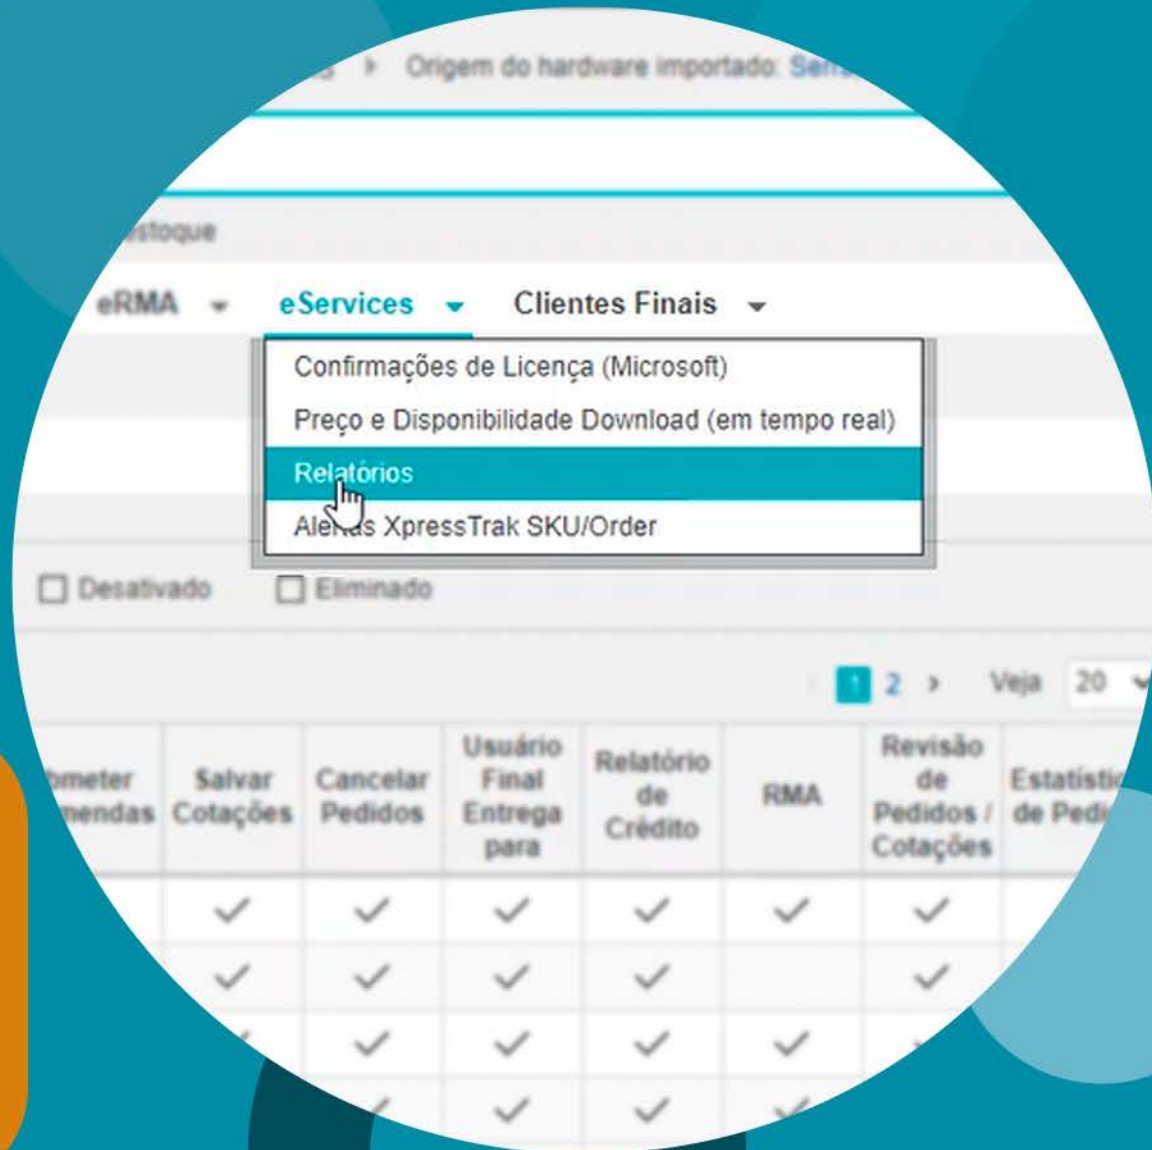 Origem do hardware importado:
eRMA eServices Clientes Finais
Confirmações de Licença (Microsoft)
Preço e Disponibilidade Download (em tempo real)
Relatórios
Alertas XpressTrak SKU/Order
Desativado Eliminado
1 2 > Veja 20
Salvar Cotações
Cancelar Pedidos
Usuário Final Entrega para
Relatório de Crédito
RMA
Revisão de Pedidos / Cotações
de